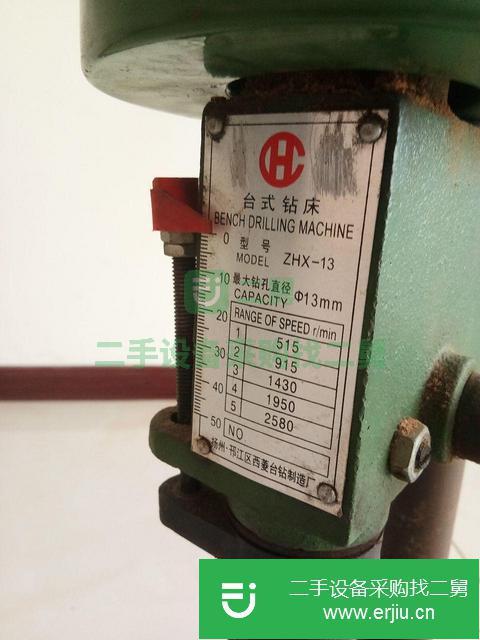 HC
台式钻床
BENCH DRILLING MACHINE
0 型号
MODEL ZHX-13
10 最大钻孔直径
CAPACITY Φ13mm
20 RANGE OF SPEED r/min
1 515
2 915
30 3 1430
4 1950
40 5 2580
50 NO
扬州·邗江区西菱台钻制造厂
二手设备采购找二舅
二手设备采购找二舅
www.erjiu.cn